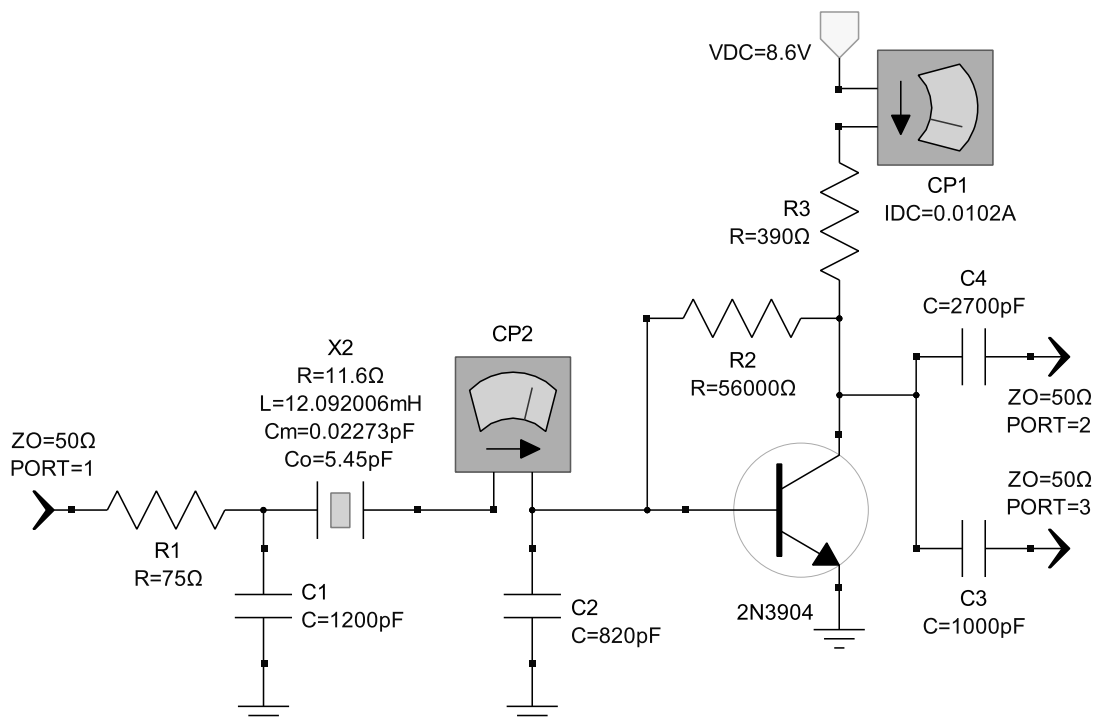 VDC=8.6V
CP1
IDC=0.0102A
R3
R=390Ω
C4
C=2700pF
CP2
X2
R=11.6Ω
L=12.092006mH
Cm=0.02273pF
Co=5.45pF
R2
R=56000Ω
ZO=50Ω
PORT=2
ZO=50Ω
PORT=1
ZO=50Ω
PORT=3
R1
R=75Ω
C1
C=1200pF
C2
C=820pF
2N3904
C3
C=1000pF